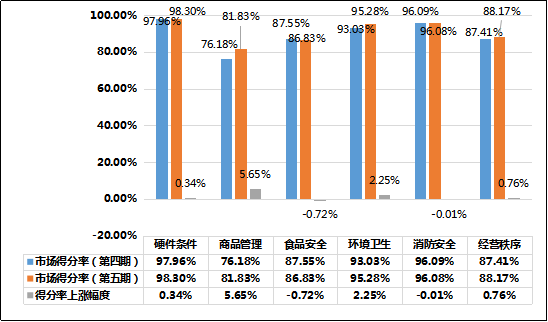 100.00%
97.96% 98.30% 76.18% 81.83% 87.55% 86.83% 93.03% 95.28% 96.09% 96.08% 87.41% 88.17%
80.00%
60.00%
40.00%
20.00%
0.34% 5.65% 2.25% 0.76%
0.00%
-0.72% -0.01%
-20.00%
硬件条件 商品管理 食品安全 环境卫生 消防安全 经营秩序
市场得分率（第四期） 97.96% 76.18% 87.55% 93.03% 96.09% 87.41%
市场得分率（第五期） 98.30% 81.83% 86.83% 95.28% 96.08% 88.17%
得分率上涨幅度 0.34% 5.65% -0.72% 2.25% -0.01% 0.76%